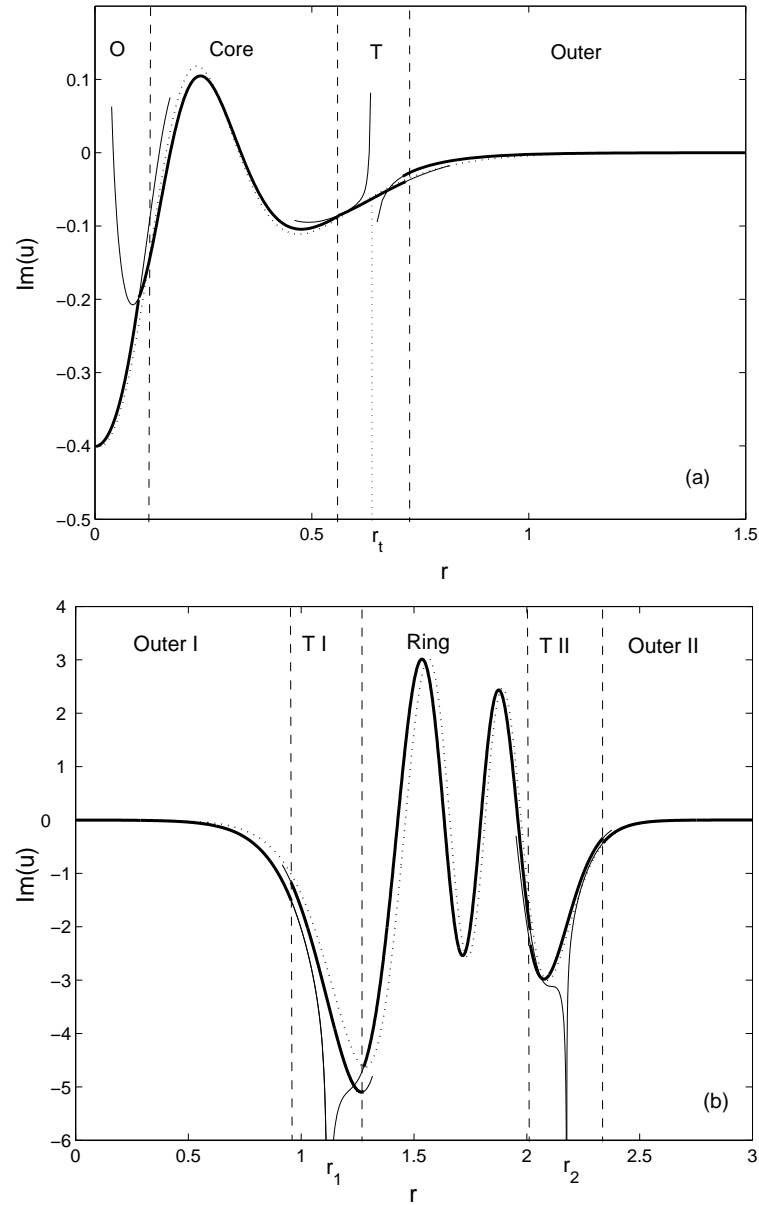 O Core T Outer
0.1
0
-0.1
-0.2
-0.3
-0.4
-0.5
Im(u)
(a)
0 0.5 r_t 1 1.5
r
4
3
2
1
0
-1
-2
-3
-4
-5
-6
Im(u)
Outer I T I Ring T II Outer II
(b)
0 0.5 1 r_1 1.5 2 r_2 2.5 3
r